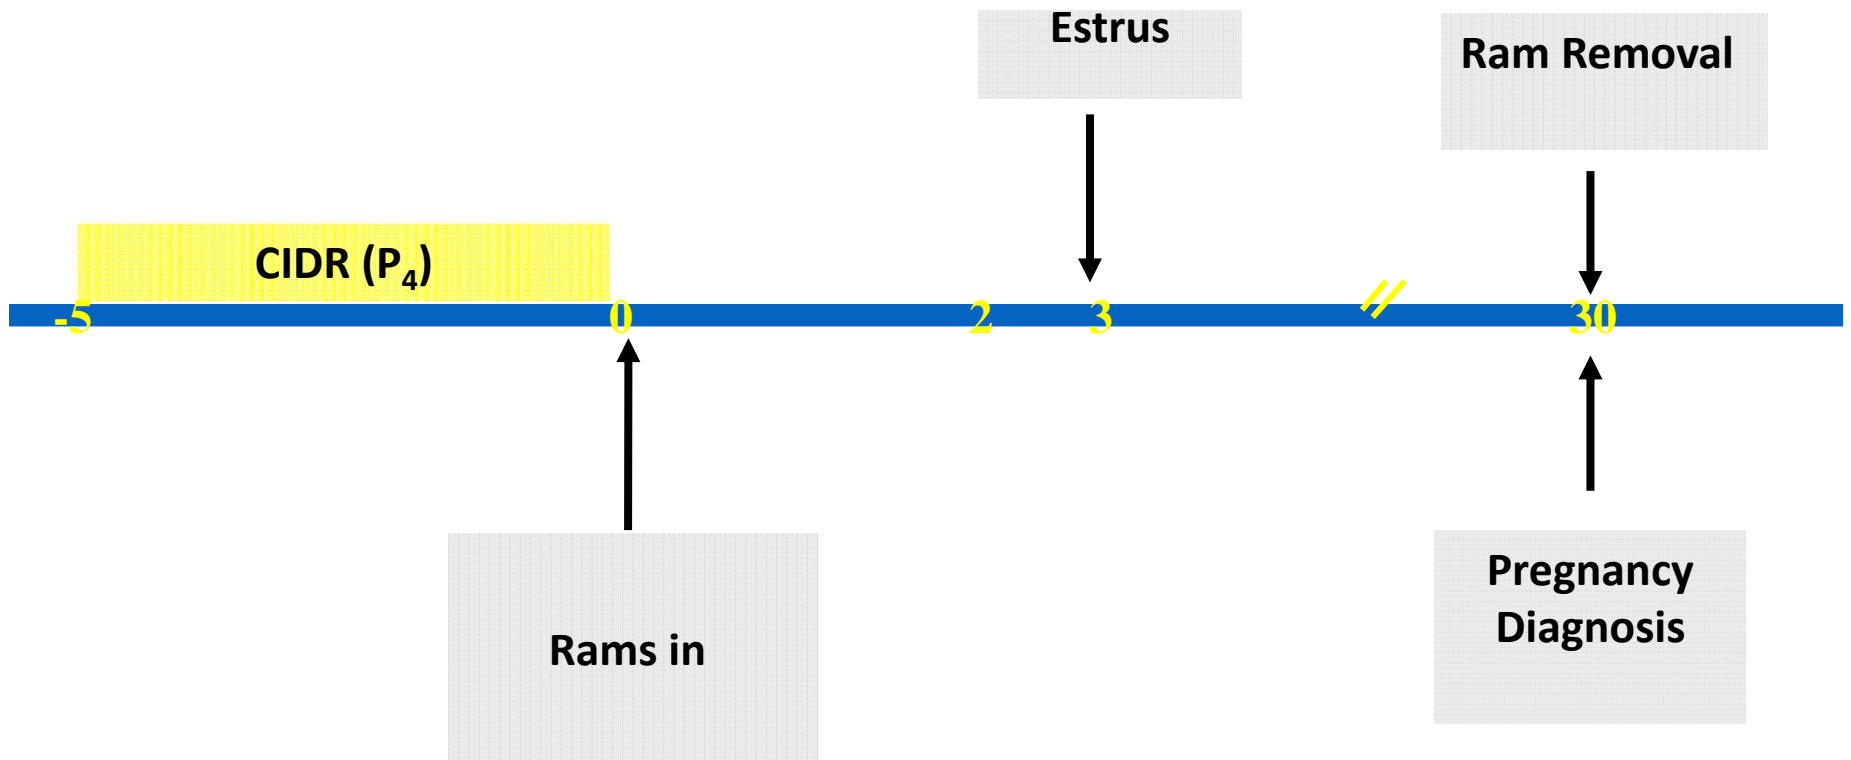 Estrus
Ram Removal
CIDR (P₄)
-5 0 2 3 30
Rams in
Pregnancy
Diagnosis